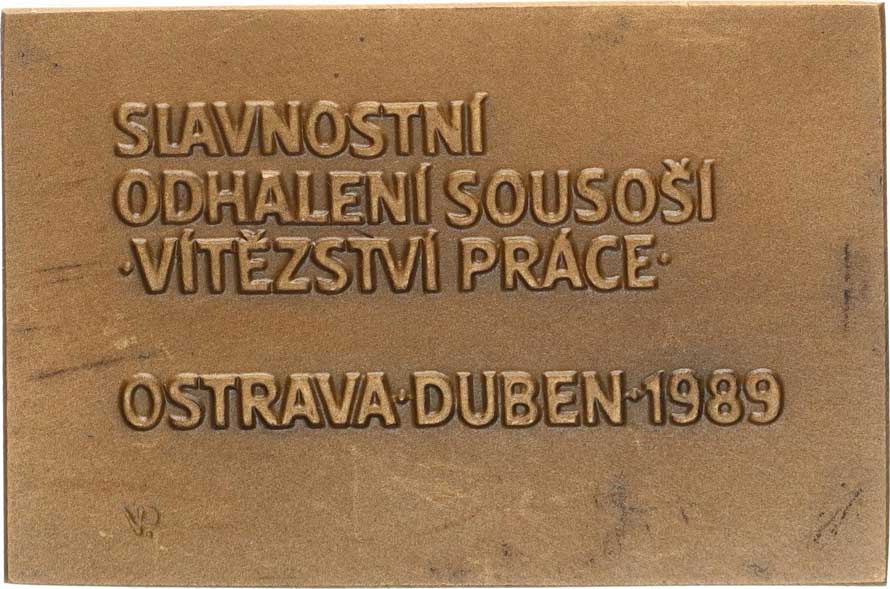 SLAVNOSTNÍ
ODHALENÍ SOUSOŠÍ
·VÍTĚZSTVÍ PRÁCE·
OSTRAVA·DUBEN·1989